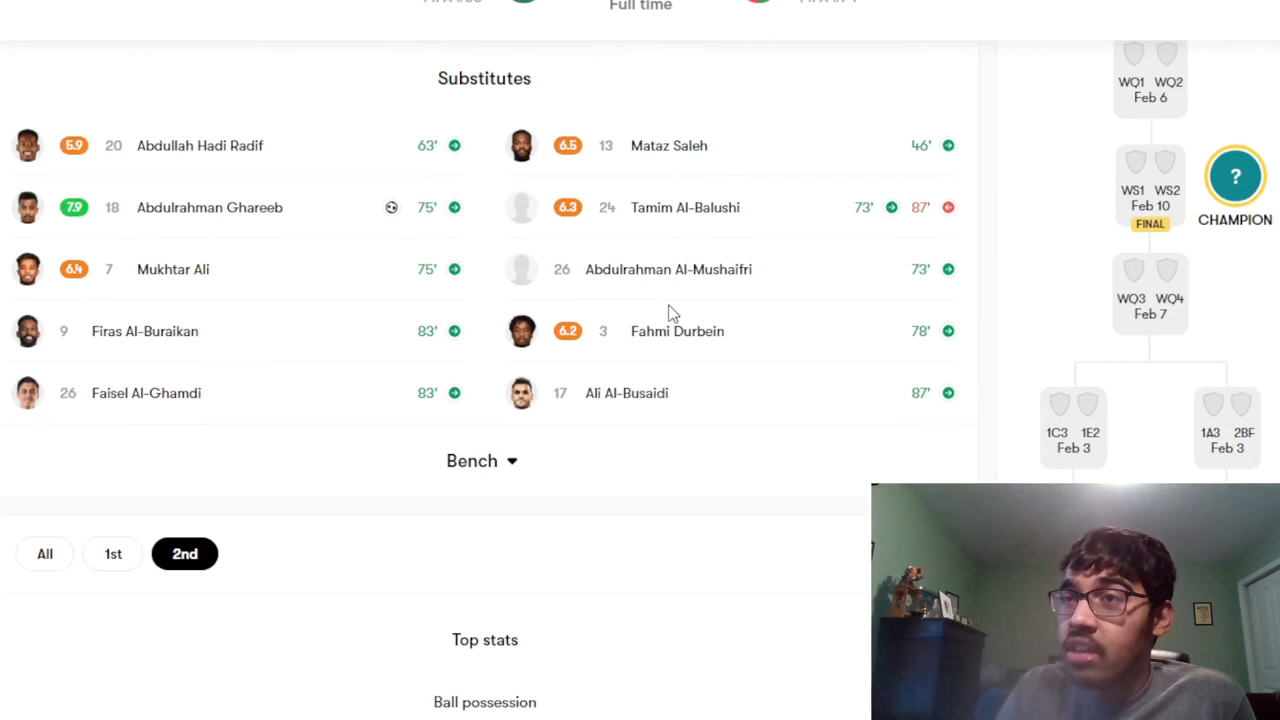 Full time
Substitutes
5.9 20 Abdullah Hadi Radif 63'
6.5 13 Mataz Saleh 46'
7.9 18 Abdulrahman Ghareeb 75'
6.3 24 Tamim Al-Balushi 73' 87'
6.4 7 Mukhtar Ali 75'
26 Abdulrahman Al-Mushaifri 73'
9 Firas Al-Buraikan 83'
6.2 3 Fahmi Durbein 78'
26 Faisel Al-Ghamdi 83'
17 Ali Al-Busaidi 87'
Bench
All 1st 2nd
Top stats
Ball possession
WQ1 WQ2
Feb 6
WS1 WS2
Feb 10
FINAL
?
CHAMPION
WQ3 WQ4
Feb 7
1C3 1E2
Feb 3
1A3 2BF
Feb 3